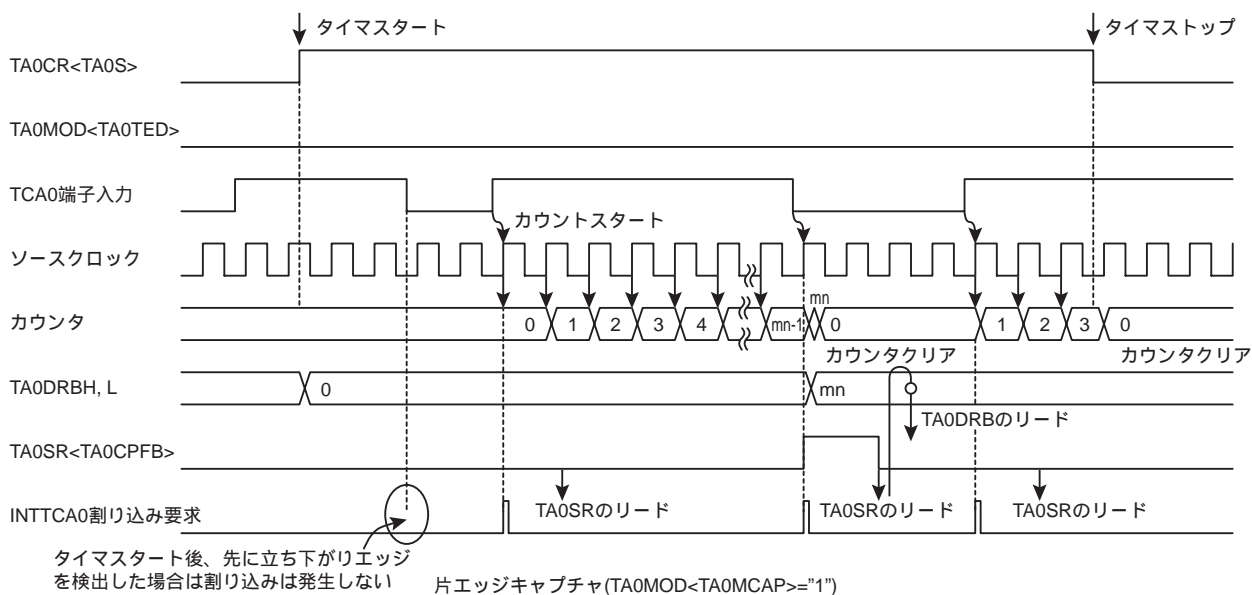 タイマスタート
タイマストップ
TA0CR<TA0S>
TA0MOD<TA0TED>
TCA0端子入力
カウントスタート
ソースクロック
カウンタ
0 1 2 3 4 mn-1 mn 0 1 2 3 0
カウンタクリア
カウンタクリア
TA0DRBH, L
0
mn
TA0DRBのリード
TA0SR<TA0CPFB>
TA0SRのリード
TA0SRのリード
TA0SRのリード
INTTCA0割り込み要求
タイマスタート後、先に立ち下がりエッジ
を検出した場合は割り込みは発生しない
片エッジキャプチャ(TA0MOD<TA0MCAP>="1")